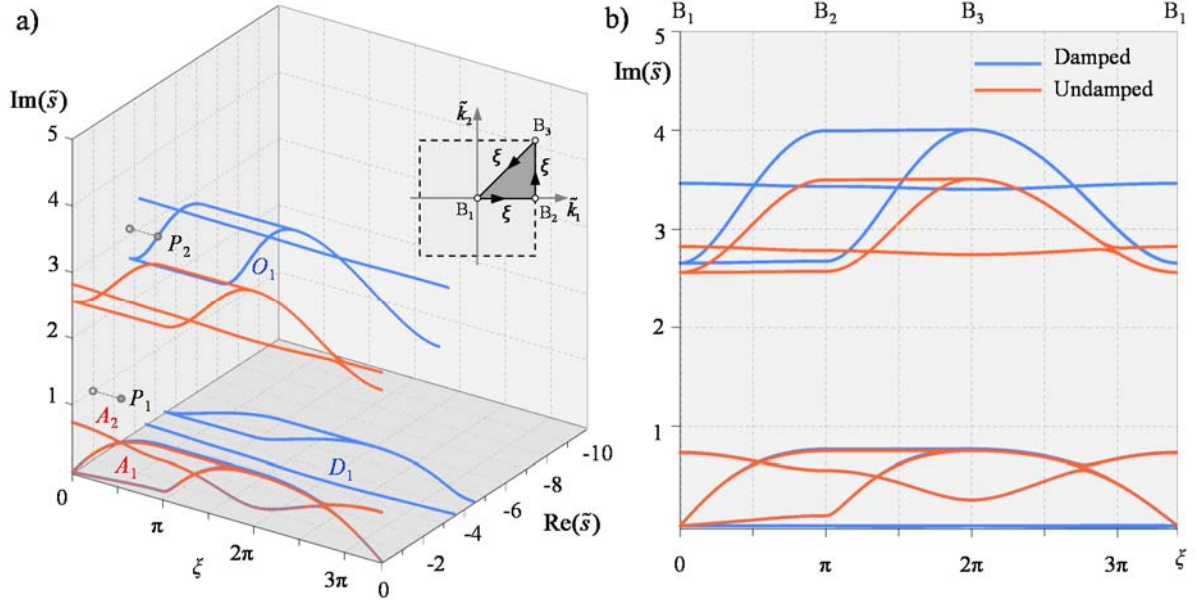 a)
Im(s̃)
5
4
3
2
1
0
π
2π
3π
ξ
0
-2
-4
-6
-8
-10
Re(s̃)
P₂
O₁
P₁
A₂
A₁
D₁
k̃₂
B₃
ξ
ξ
B₁
ξ
B₂
k̃₁
b)
B₁ B₂ B₃ B₁
5
Im(s̃)
4
3
2
1
Damped
Undamped
0 π 2π 3π ξ